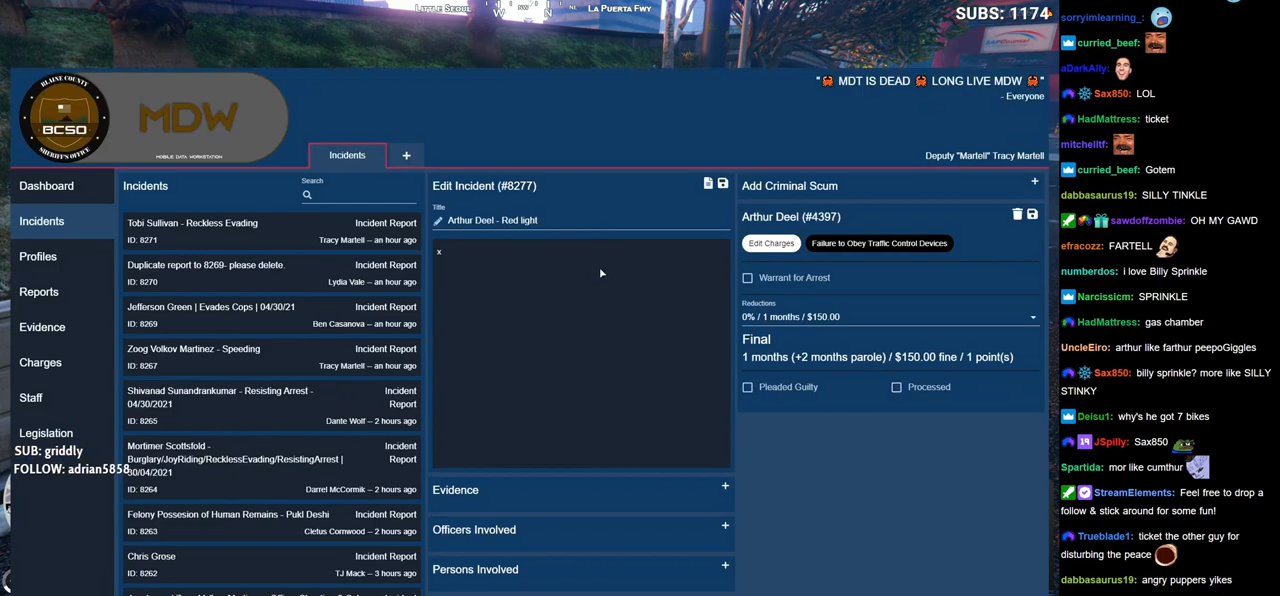 LITTLE SEOUL
W
NW
N
NE
LA PUERTA FWY
SUBS: 1174
BLAINE COUNTY
BCSO
SHERIFF'S OFFICE
MDW
MOBILE DATA WORKSTATION
" MDT IS DEAD LONG LIVE MDW "
- Everyone
Incidents
+
Deputy "Martell" Tracy Martell
Dashboard
Incidents
Profiles
Reports
Evidence
Charges
Staff
Legislation
SUB: griddly
FOLLOW: adrian5858
Incidents
Search
Tobi Sullivan - Reckless Evading Incident Report
ID: 8271 Tracy Martell -- an hour ago
Duplicate report to 8269- please delete. Incident Report
ID: 8270 Lydia Vale -- an hour ago
Jefferson Green | Evades Cops | 04/30/21 Incident Report
ID: 8269 Ben Casanova -- an hour ago
Zoog Volkov Martinez - Speeding Incident Report
ID: 8267 Tracy Martell -- an hour ago
Shivanad Sunandrankumar - Resisting Arrest - Incident
04/30/2021 Report
ID: 8265 Dante Wolf -- 2 hours ago
Mortimer Scottsfold - Incident
Burglary/JoyRiding/RecklessEvading/ResistingArrest | Report
30/04/2021
ID: 8264 Darrel McCormik -- 2 hours ago
Felony Possesion of Human Remains - Pukl Deshi Incident Report
ID: 8263 Cletus Cornwood -- 2 hours ago
Chris Grose Incident Report
ID: 8262 TJ Mack -- 3 hours ago
Edit Incident (#8277)
Title
Arthur Deel - Red light
x
Evidence +
Officers Involved +
Persons Involved +
Add Criminal Scum +
Arthur Deel (#4397)
Edit Charges Failure to Obey Traffic Control Devices
Warrant for Arrest
Reductions
0% / 1 months / $150.00
Final
1 months (+2 months parole) / $150.00 fine / 1 point(s)
Pleaded Guilty Processed
sorryimlearning_:
curried_beef:
aDarkAlly:
Sax850: LOL
HadMattress: ticket
mitchelltf:
curried_beef: Gotem
dabbasaurus19: SILLY TINKLE
sawdoffzombie: OH MY GAWD
efracozz: FARTELL
numberdos: i love Billy Sprinkle
Narcissicm: SPRINKLE
HadMattress: gas chamber
UncleEiro: arthur like farthur peepoGiggles
Sax850: billy sprinkle? more like SILLY
STINKY
Deisu1: why's he got 7 bikes
19 JSpilly: Sax850
Spartida: mor like cumthur
StreamElements: Feel free to drop a
follow & stick around for some fun!
Trueblade1: ticket the other guy for
disturbing the peace
dabbasaurus19: angry puppers yikes